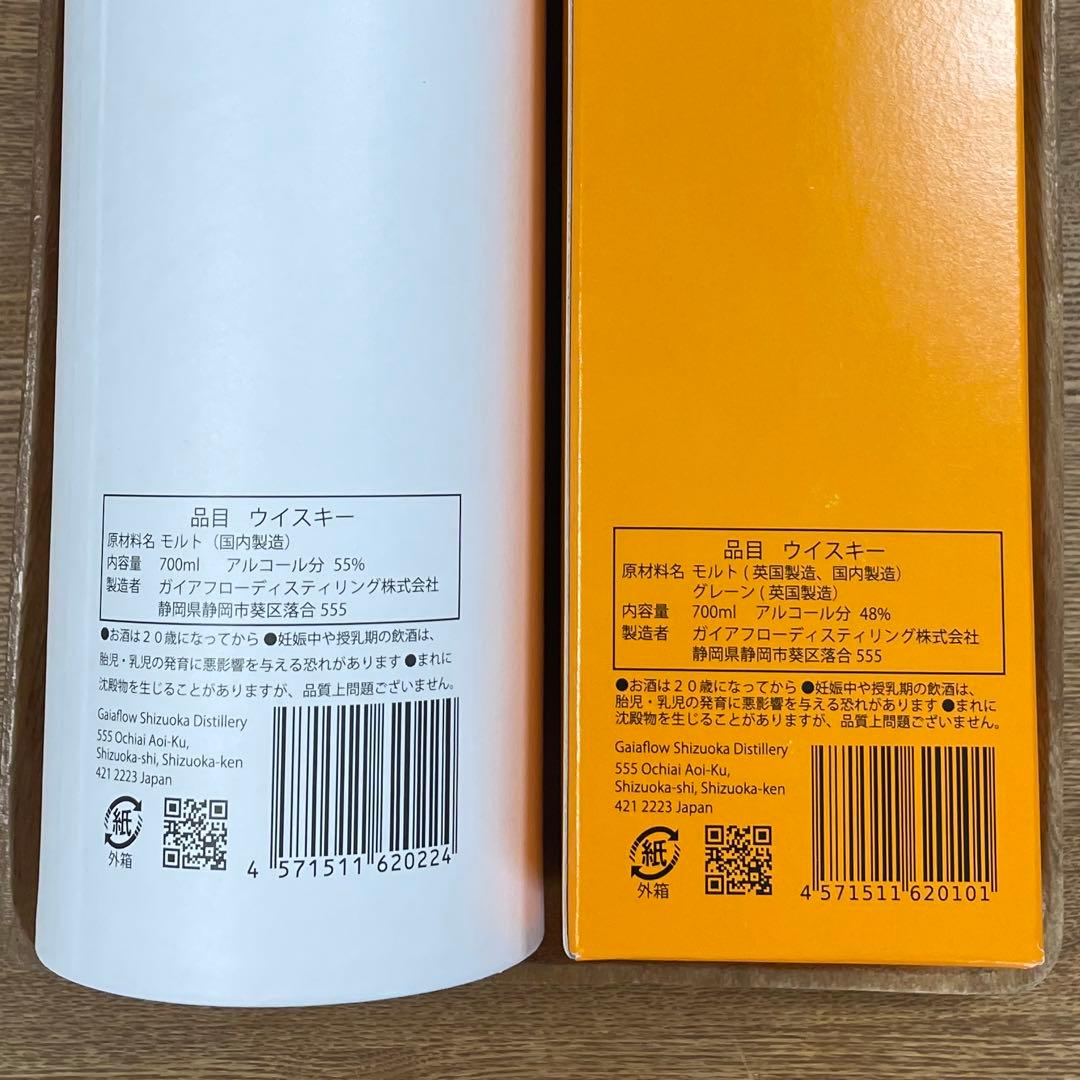 品目 ウイスキー
原材料名 モルト（国内製造）
内容量 700ml アルコール分 55%
製造者 ガイアフローディスティリング株式会社
静岡県静岡市葵区落合 555
●お酒は２０歳になってから ●妊娠中や授乳期の飲酒は、
胎児・乳児の発育に悪影響を与える恐れがあります ●まれに
沈殿物を生じることがありますが、品質上問題ございません。
Gaiaflow Shizuoka Distillery
555 Ochiai Aoi-Ku,
Shizuoka-shi, Shizuoka-ken
421 2223 Japan
紙
外箱
4 571511 620224
品目 ウイスキー
原材料名 モルト ( 英国製造、国内製造）
グレーン ( 英国製造）
内容量 700ml アルコール分 48%
製造者 ガイアフローディスティリング株式会社
静岡県静岡市葵区落合 555
●お酒は２０歳になってから ●妊娠中や授乳期の飲酒は、
胎児・乳児の発育に悪影響を与える恐れがあります ●まれに
沈殿物を生じることがありますが、品質上問題ございません。
Gaiaflow Shizuoka Distillery
555 Ochiai Aoi-Ku,
Shizuoka-shi, Shizuoka-ken
421 2223 Japan
紙
外箱
4 571511 620101